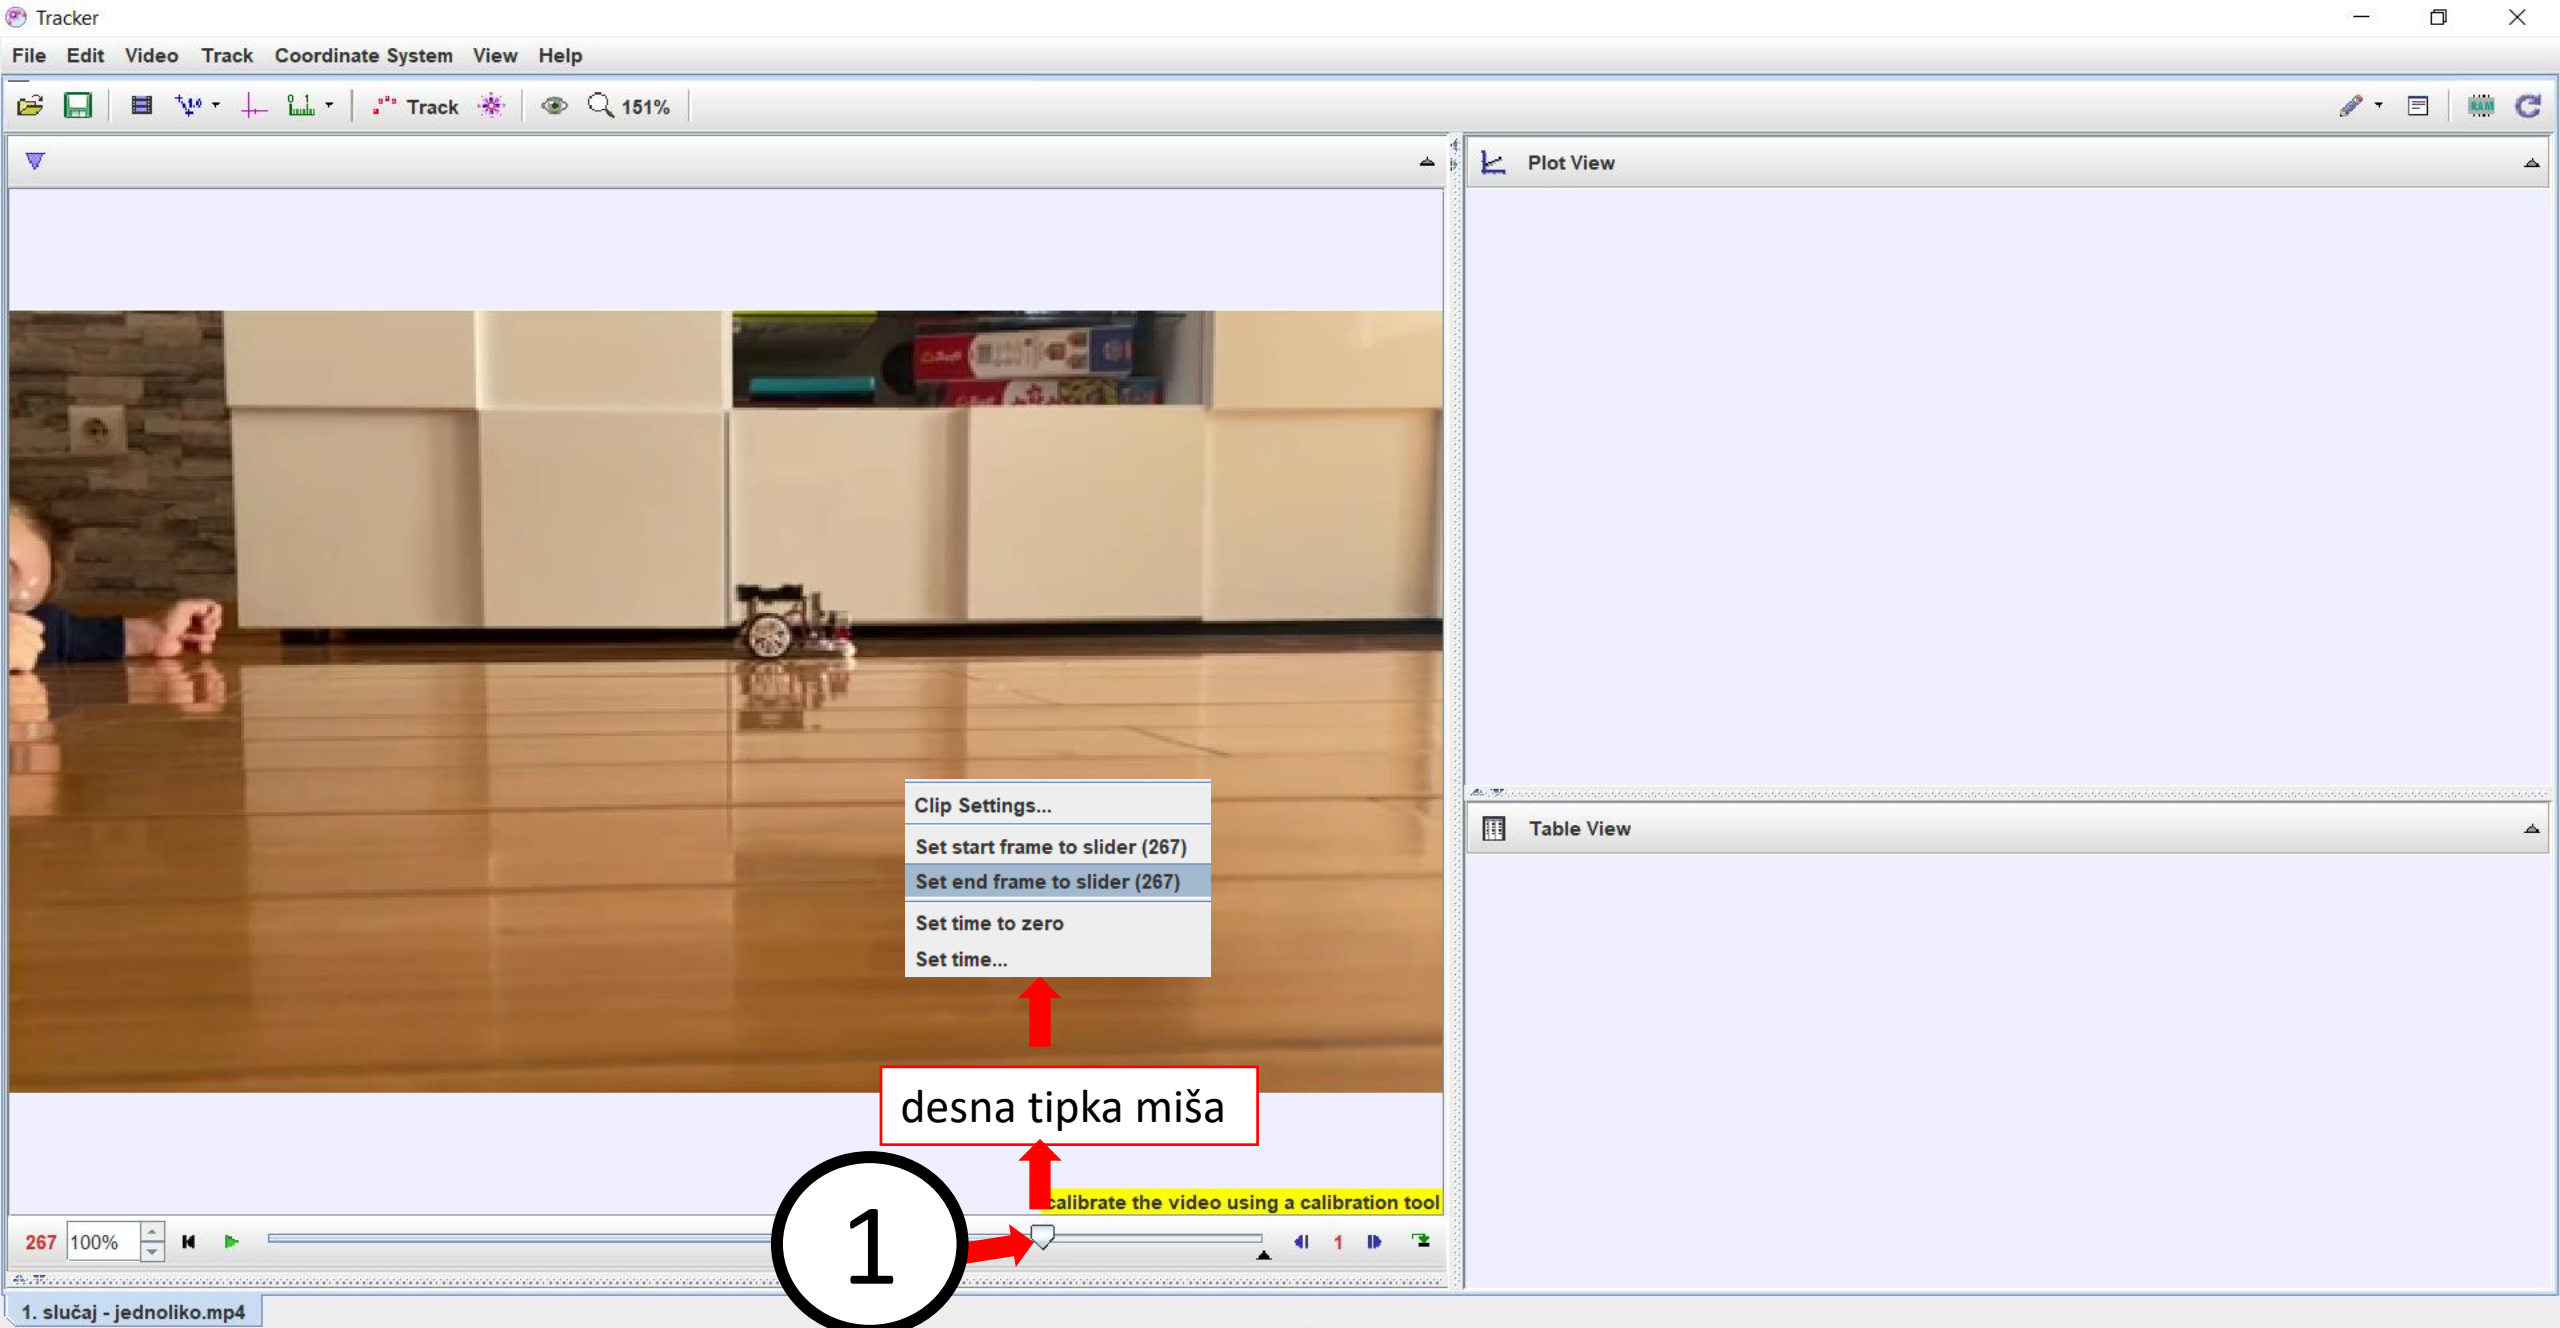 Tracker
File Edit Video Track Coordinate System View Help
Track 151%
RAM
Plot View
Clip Settings...
Set start frame to slider (267)
Set end frame to slider (267)
Set time to zero
Set time...
Table View
desna tipka miša
calibrate the video using a calibration tool
1
267 100% 1
1. slučaj - jednoliko.mp4